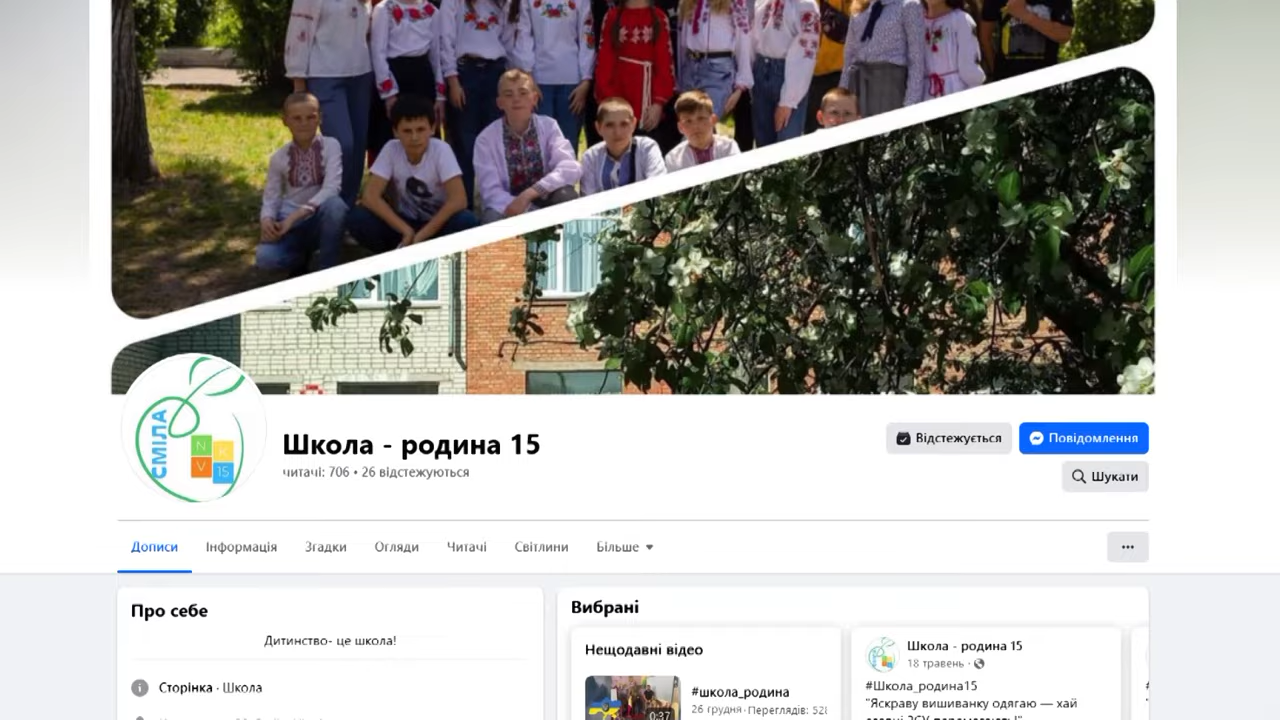 СМІЛА
N
K
V
15
Школа - родина 15
читачі: 706 • 26 відстежуються
Відстежується
Повідомлення
Шукати
Дописи
Інформація
Згадки
Огляди
Читачі
Світлини
Більше
Про себе
Дитинство- це школа!
Сторінка · Школа
Вибрані
Нещодавні відео
0:37
#школа_родина
26 грудня · Переглядів: 52
Школа - родина 15
18 травень ·
#Школа_родина15
"Яскраву вишиванку одягаю — хай